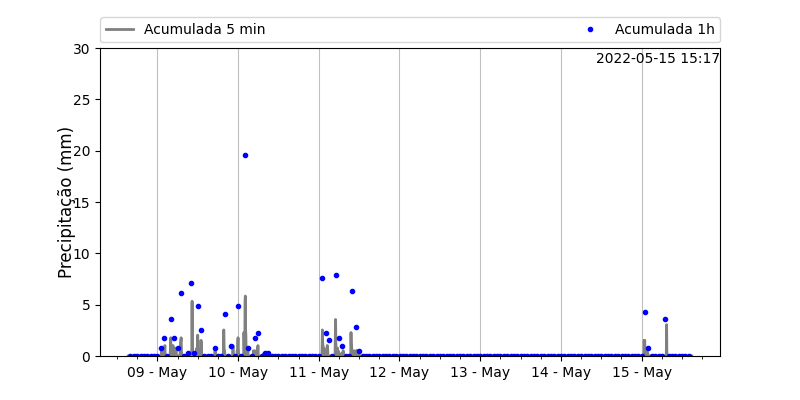 Acumulada 5 min
Acumulada 1h
2022-05-15 15:17
Precipitação (mm)
30
25
20
15
10
5
0
09 - May
10 - May
11 - May
12 - May
13 - May
14 - May
15 - May